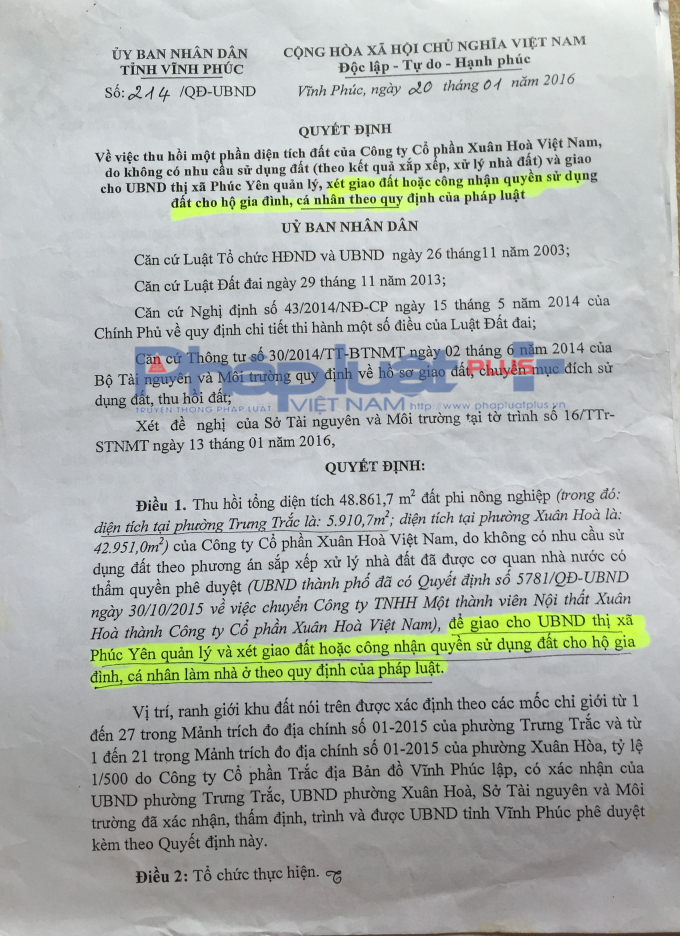 ỦY BAN NHÂN DÂN
TỈNH VĨNH PHÚC
Số: 214 /QĐ-UBND
CỘNG HÒA XÃ HỘI CHỦ NGHĨA VIỆT NAM
Độc lập - Tự do - Hạnh phúc
Vĩnh Phúc, ngày 20 tháng 01 năm 2016
QUYẾT ĐỊNH
Về việc thu hồi một phần diện tích đất của Công ty Cổ phần Xuân Hoà Việt Nam,
do không có nhu cầu sử dụng đất (theo kết quả xắp xếp, xử lý nhà đất) và giao
cho UBND thị xã Phúc Yên quản lý, xét giao đất hoặc công nhận quyền sử dụng
đất cho hộ gia đình, cá nhân theo quy định của pháp luật
UỶ BAN NHÂN DÂN
Căn cứ Luật Tổ chức HĐND và UBND ngày 26 tháng11 năm 2003;
Căn cứ Luật Đất đai ngày 29 tháng 11 năm 2013;
Căn cứ Nghị định số 43/2014/NĐ-CP ngày 15 tháng 5 năm 2014 của
Chính Phủ về quy định chi tiết thi hành một số điều của Luật Đất đai;
Căn cứ Thông tư số 30/2014/TT-BTNMT ngày 02 tháng 6 năm 2014 của
Bộ Tài nguyên và Môi trường quy định về hồ sơ giao đất, chuyển mục đích sử
dụng đất, thu hồi đất;
Phápluật PLUS
TRUYỀN THÔNG PHÁP LUẬT VIỆT NAM http://www.phapluatplus.vn
Xét đề nghị của Sở Tài nguyên và Môi trường tại tờ trình số 16/TTr-
STNMT ngày 13 tháng 01 năm 2016,
QUYẾT ĐỊNH:
Điều 1. Thu hồi tổng diện tích 48.861,7 m² đất phi nông nghiệp (trong đó:
diện tích tại phường Trưng Trắc là: 5.910,7m²; diện tích tại phường Xuân Hoà là:
42.951,0m²) của Công ty Cổ phần Xuân Hoà Việt Nam, do không có nhu cầu sử
dụng đất theo phương án sắp xếp xử lý nhà đất đã được cơ quan nhà nước có
thẩm quyền phê duyệt (UBND thành phố đã có Quyết định số 5781/QĐ-UBND
ngày 30/10/2015 về việc chuyển Công ty TNHH Một thành viên Nội thất Xuân
Hoà thành Công ty Cổ phần Xuân Hoà Việt Nam), để giao cho UBND thị xã
Phúc Yên quản lý và xét giao đất hoặc công nhận quyền sử dụng đất cho hộ gia
đình, cá nhân làm nhà ở theo quy định của pháp luật.
Vị trí, ranh giới khu đất nói trên được xác định theo các mốc chỉ giới từ 1
đến 27 trong Mảnh trích đo địa chính số 01-2015 của phường Trưng Trắc và từ
1 đến 21 trong Mảnh trích đo địa chính số 01-2015 của phường Xuân Hòa, tỷ lệ
1/500 do Công ty Cổ phần Trắc địa Bản đồ Vĩnh Phúc lập, có xác nhận của
UBND phường Trưng Trắc, UBND phường Xuân Hoà, Sở Tài nguyên và Môi
trường đã xác nhận, thẩm định, trình và được UBND tỉnh Vĩnh Phúc phê duyệt
kèm theo Quyết định này.
Điều 2: Tổ chức thực hiện.